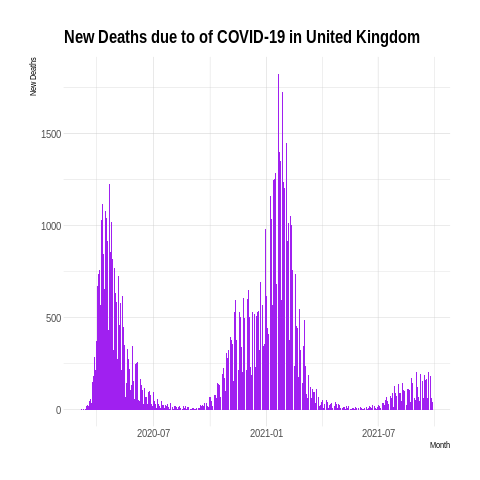 New Deaths due to of COVID-19 in United Kingdom
New Deaths
1500
1000
500
0
2020-07
2021-01
2021-07
Month